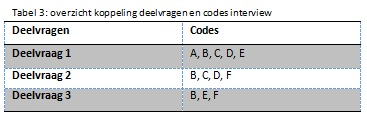 Tabel 3: overzicht koppeling deelvragen en codes interview
Deelvragen Codes
Deelvraag 1 A, B, C, D, E
Deelvraag 2 B, C, D, F
Deelvraag 3 B, E, F